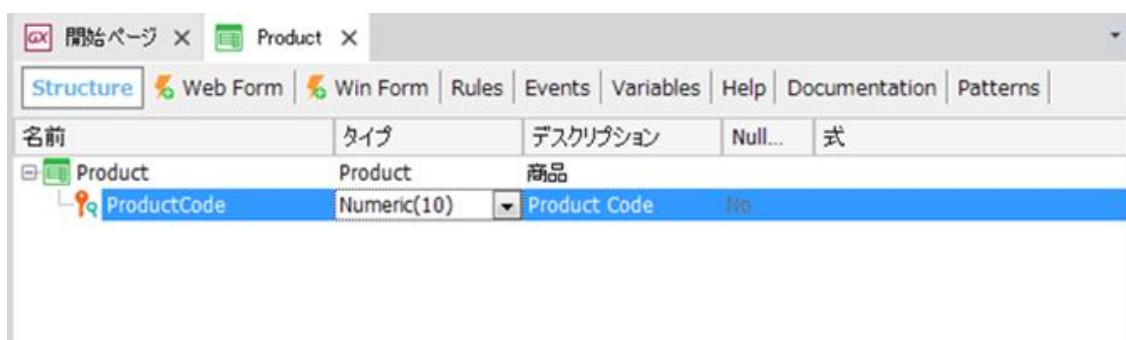 GX 開始ページ × Product ×
Structure Web Form Win Form Rules Events Variables Help Documentation Patterns
名前 タイプ デスクリプション Null... 式
Product Product 商品
ProductCode Numeric(10) Product Code No